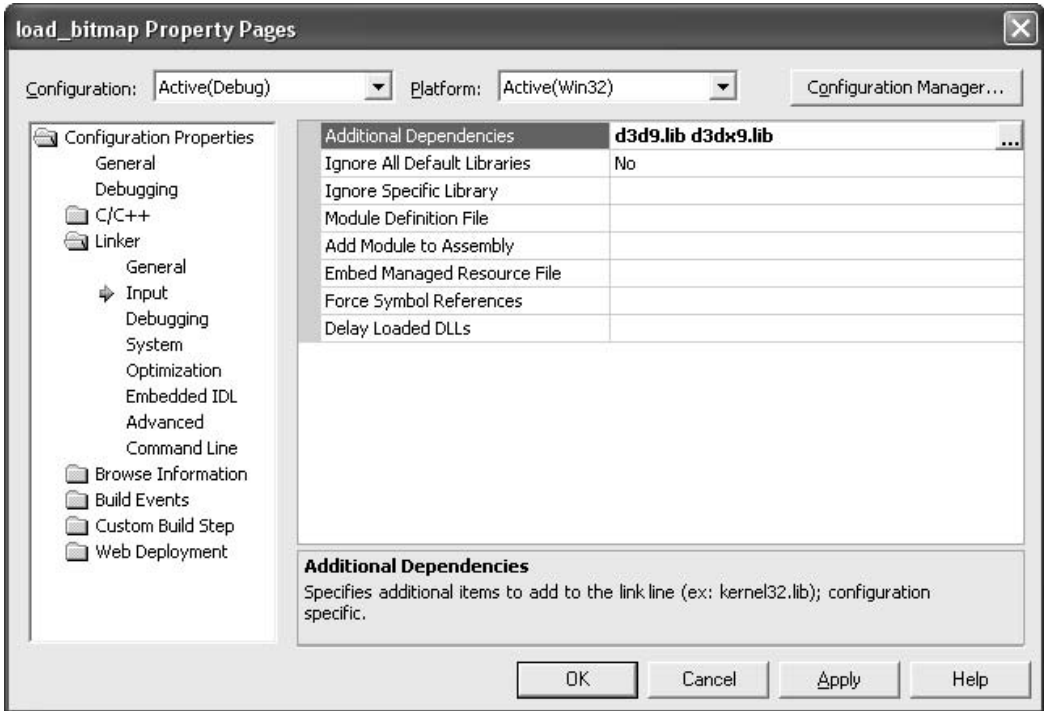 load_bitmap Property Pages
Configuration: Active(Debug) Platform: Active(Win32) Configuration Manager...
Configuration Properties
General
Debugging
C/C++
Linker
General
Input
Debugging
System
Optimization
Embedded IDL
Advanced
Command Line
Browse Information
Build Events
Custom Build Step
Web Deployment
Additional Dependencies d3d9.lib d3dx9.lib ...
Ignore All Default Libraries No
Ignore Specific Library
Module Definition File
Add Module to Assembly
Embed Managed Resource File
Force Symbol References
Delay Loaded DLLs
Additional Dependencies
Specifies additional items to add to the link line (ex: kernel32.lib); configuration
specific.
OK Cancel Apply Help